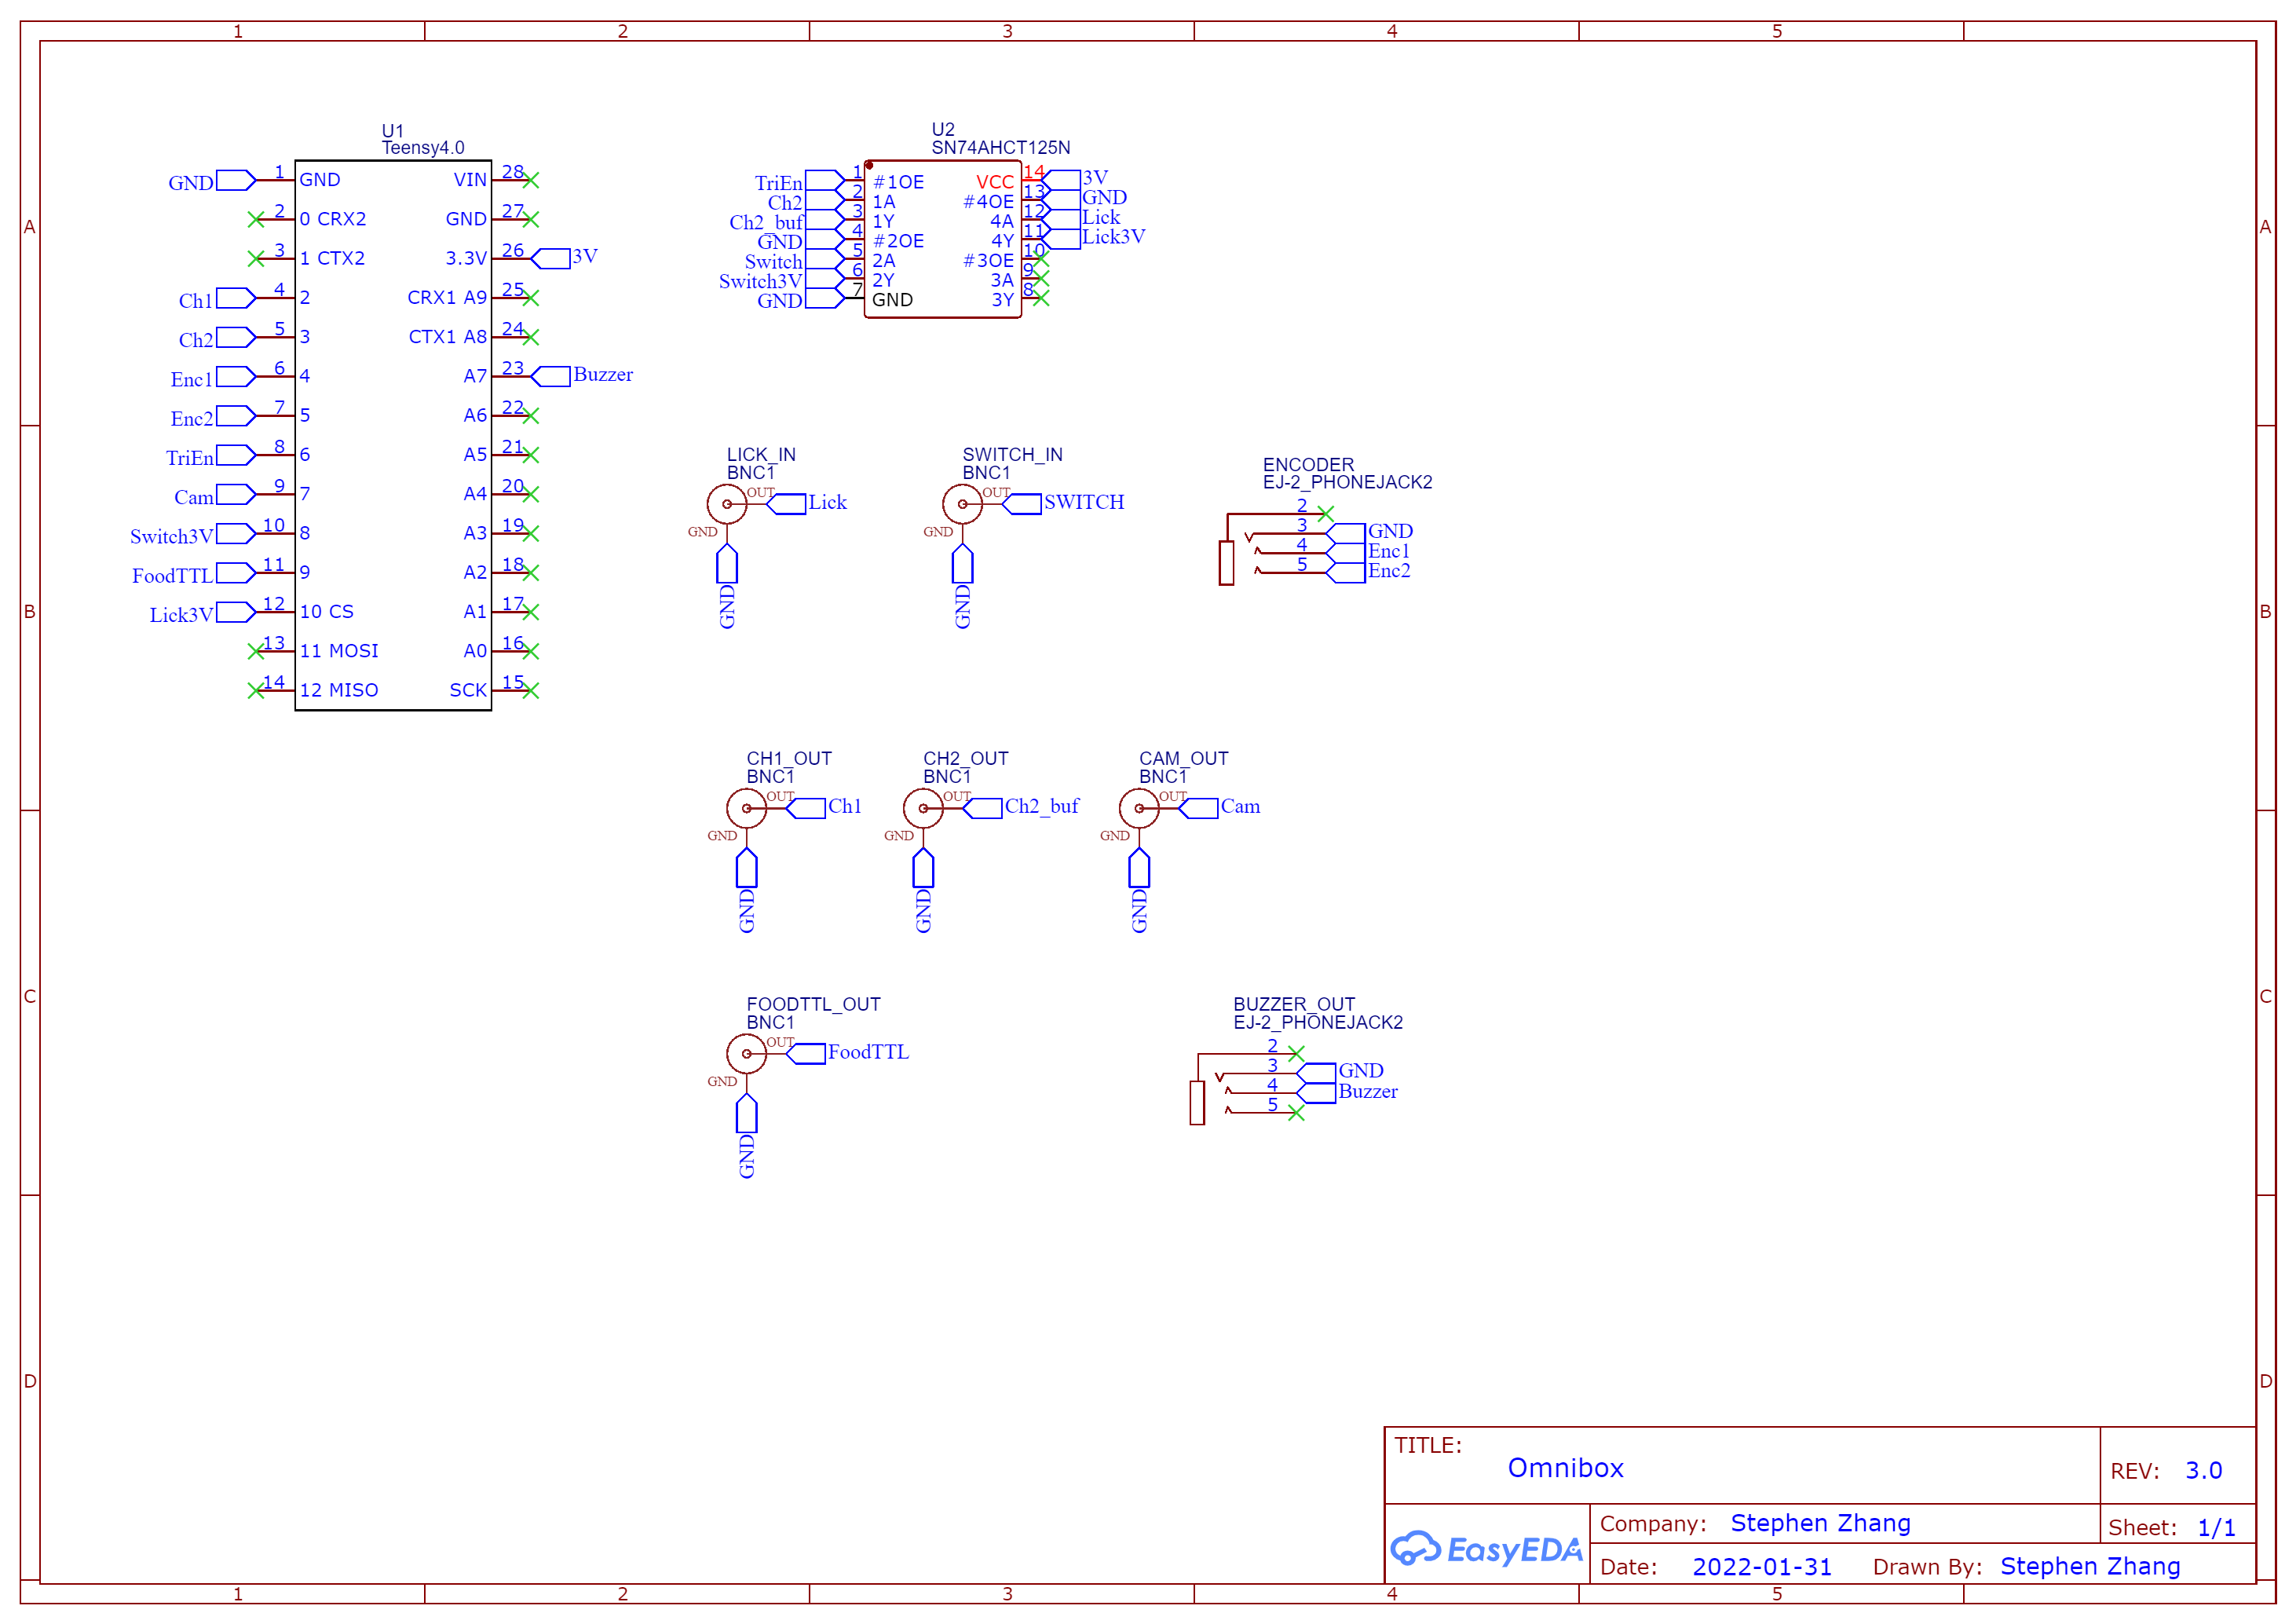 1 2 3 4 5
A A
B B
C C
D D
U1
Teensy4.0
GND 1 GND VIN 28
2 0 CRX2 GND 27
3 1 CTX2 3.3V 26 3V
Ch1 4 2 CRX1 A9 25
Ch2 5 3 CTX1 A8 24
Enc1 6 4 A7 23 Buzzer
Enc2 7 5 A6 22
TriEn 8 6 A5 21
Cam 9 7 A4 20
Switch3V 10 8 A3 19
FoodTTL 11 9 A2 18
Lick3V 12 10 CS A1 17
13 11 MOSI A0 16
14 12 MISO SCK 15
U2
SN74AHCT125N
TriEn 1 #1OE VCC 14 3V
Ch2 2 1A #4OE 13 GND
Ch2_buf 3 1Y 4A 12 Lick
GND 4 #2OE 4Y 11 Lick3V
Switch 5 2A #3OE 10
Switch3V 6 2Y 3A 9
GND 7 GND 3Y 8
LICK_IN
BNC1
OUT Lick
GND
GND
SWITCH_IN
BNC1
OUT SWITCH
GND
GND
ENCODER
EJ-2_PHONEJACK2
2
3 GND
4 Enc1
5 Enc2
CH1_OUT
BNC1
OUT Ch1
GND
GND
CH2_OUT
BNC1
OUT Ch2_buf
GND
GND
CAM_OUT
BNC1
OUT Cam
GND
GND
FOODTTL_OUT
BNC1
OUT FoodTTL
GND
GND
BUZZER_OUT
EJ-2_PHONEJACK2
2
3 GND
4 Buzzer
5
TITLE:
Omnibox
REV: 3.0
EasyEDA
Company: Stephen Zhang
Sheet: 1/1
Date: 2022-01-31 Drawn By: Stephen Zhang
1 2 3 4 5